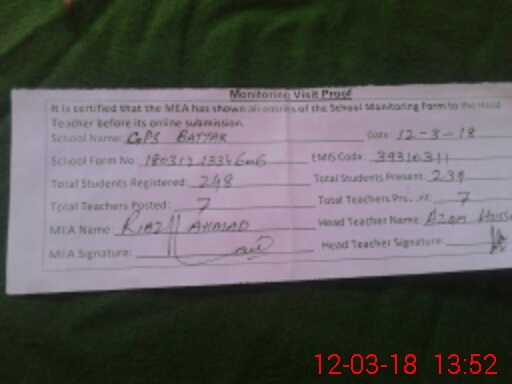 Monitoring Visit Proof
It is certified that the MEA has shown all entries of the School Monitoring Form to the Head
Teacher before its online submission.
School Name: GPS BATTAR Date: 12-3-18
School Form No: EMIS Code: 39310311
Total Students Registered: 248 Total Students Present: 239
Total Teachers Posted: 7 Total Teachers Present: 7
MEA Name: RIAZ AHMAD Head Teacher Name: Azam
MEA Signature: Head Teacher Signature:
12-03-18 13:52